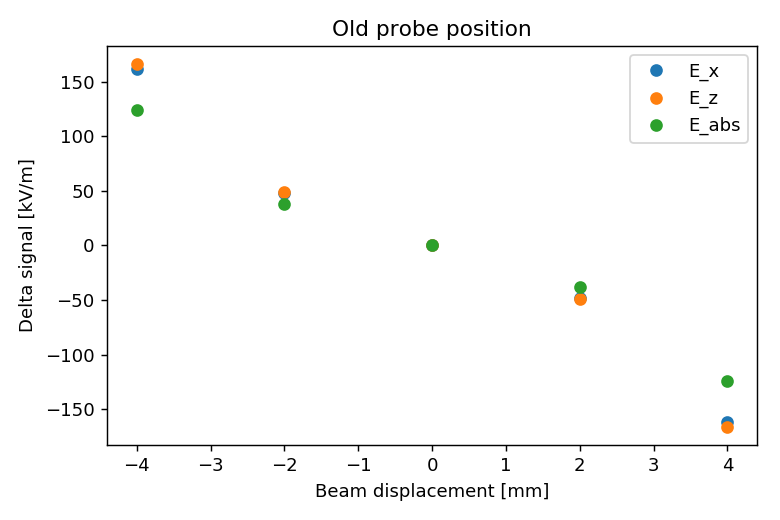 Old probe position
E_x
E_z
E_abs
150
100
50
0
−50
−100
−150
Delta signal [kV/m]
−4 −3 −2 −1 0 1 2 3 4
Beam displacement [mm]